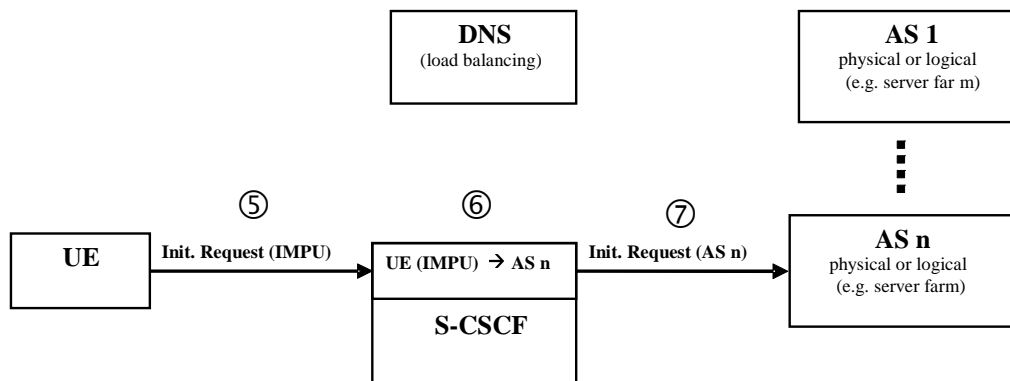 DNS
(load balancing)
AS 1
physical or logical
(e.g. server far m)
⑤
⑥
⑦
UE
Init. Request (IMPU)
UE (IMPU) → AS n
Init. Request (AS n)
S-CSCF
AS n
physical or logical
(e.g. server farm)